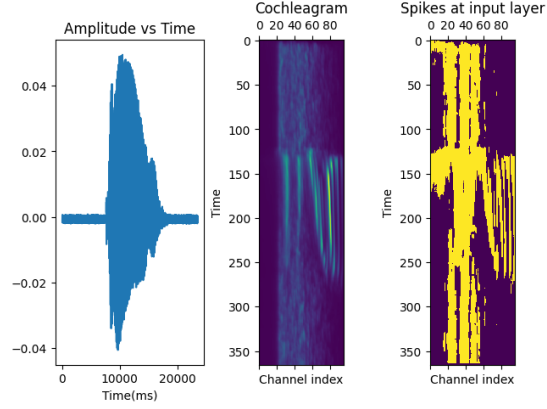 Amplitude vs Time
0.04
0.02
0.00
−0.02
−0.04
0 10000 20000
Time(ms)
Cochleagram
0 20 40 60 80
0
50
100
150
200
250
300
350
Time
Channel index
Spikes at input layer
0 20 40 60 80
0
50
100
150
200
250
300
350
Time
Channel index